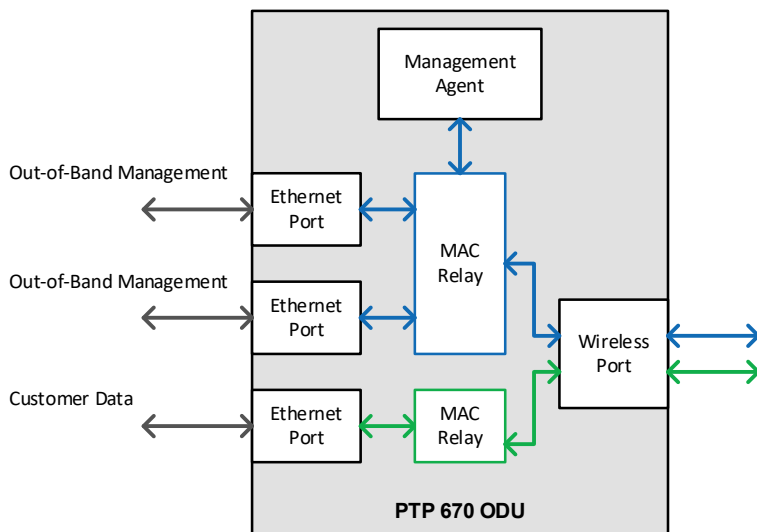 Management
Agent
Out-of-Band Management
Ethernet
Port
MAC
Relay
Out-of-Band Management
Ethernet
Port
Wireless
Port
Customer Data
Ethernet
Port
MAC
Relay
PTP 670 ODU